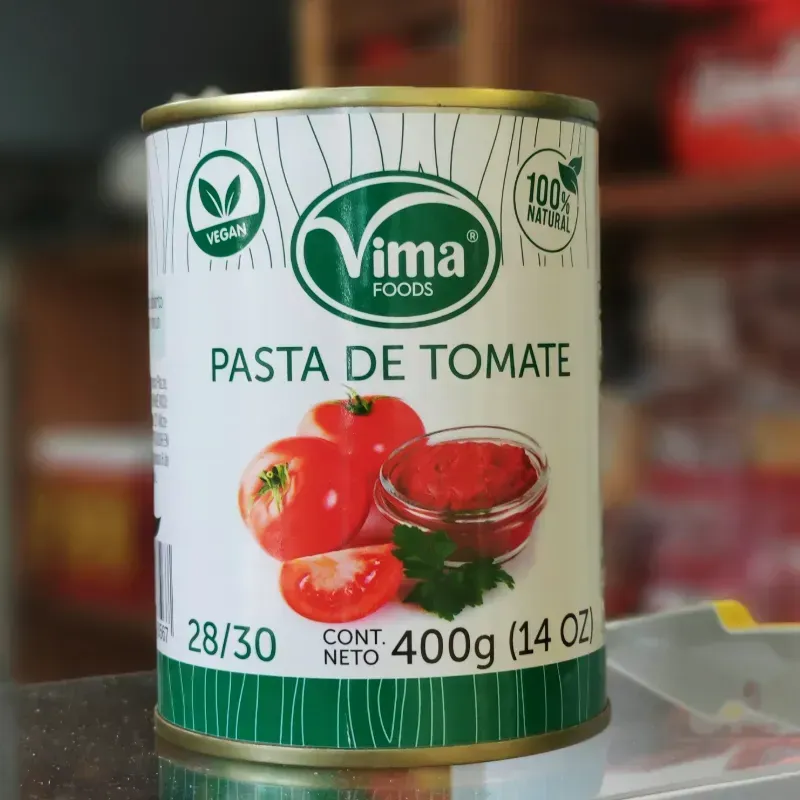 VEGAN
Vima®
FOODS
100%
NATURAL
PASTA DE TOMATE
28/30
CONT.
NETO
400g (14 OZ)